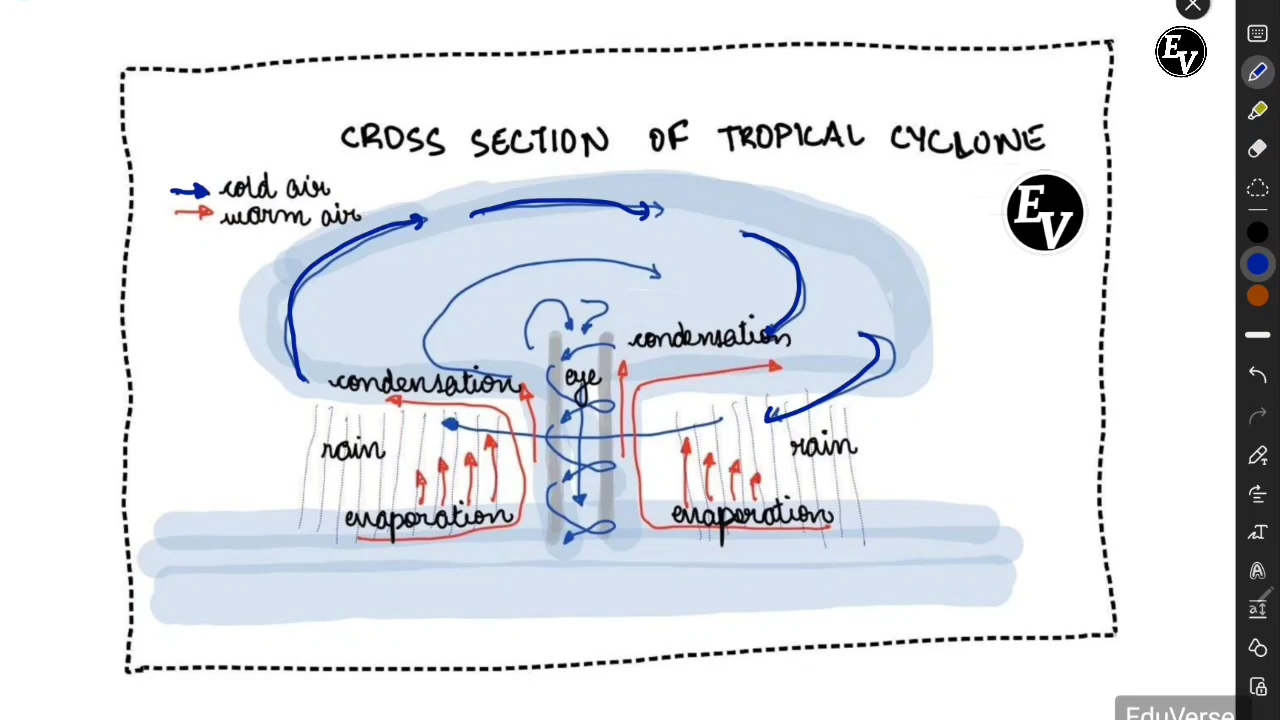 EV
CROSS SECTION OF TROPICAL CYCLONE
cold air
warm air
EV
condensation
eye
condensation
rain
rain
evaporation
evaporation
EduVerse